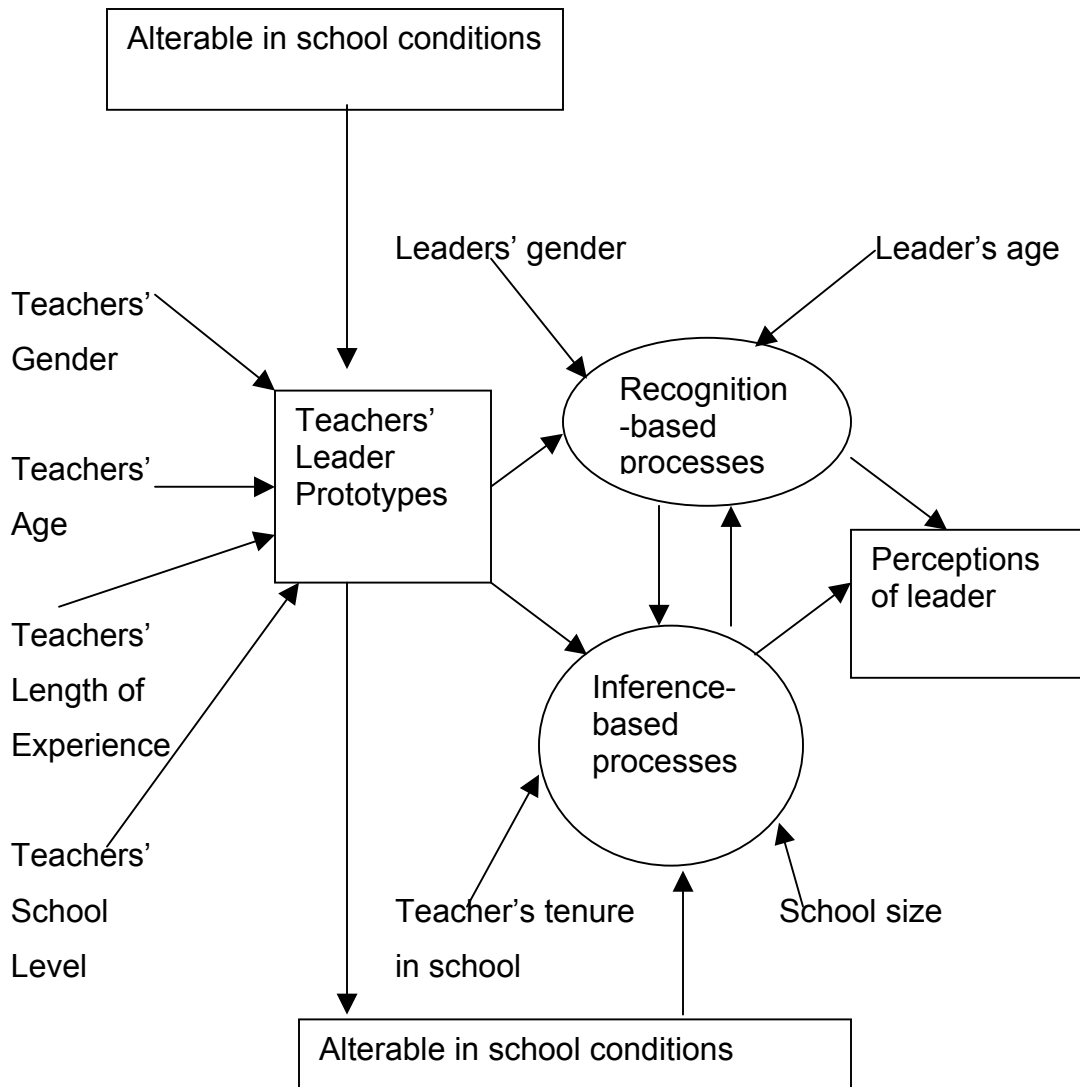 Alterable in school conditions
Leaders’ gender
Leader’s age
Teachers’
Gender
Recognition
-based
processes
Teachers’
Leader
Prototypes
Teachers’
Age
Perceptions
of leader
Teachers’
Length of
Experience
Inference-
based
processes
Teachers’
School
Level
Teacher’s tenure
in school
School size
Alterable in school conditions